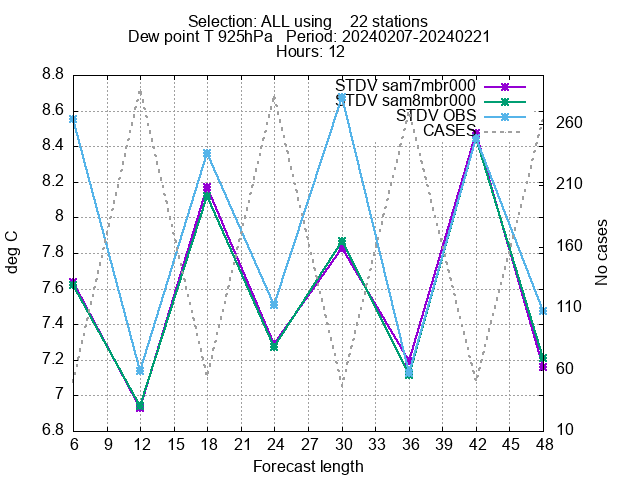 Selection: ALL using    22 stations
Dew point T 925hPa   Period: 20240207-20240221
Hours: 12
STDV sam7mbr000
STDV sam8mbr000
STDV OBS
CASES
deg C
8.8
8.6
8.4
8.2
8
7.8
7.6
7.4
7.2
7
6.8
No cases
260
210
160
110
60
10
6 9 12 15 18 21 24 27 30 33 36 39 42 45 48
Forecast length